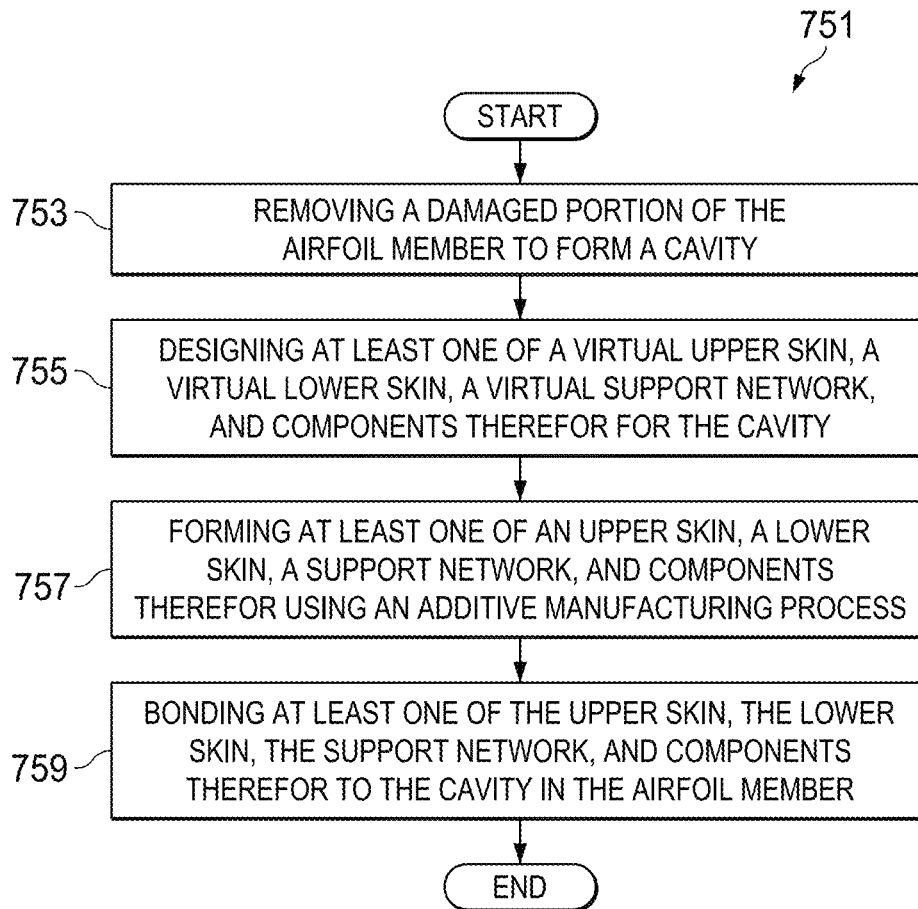 751
START
753
REMOVING A DAMAGED PORTION OF THE
AIRFOIL MEMBER TO FORM A CAVITY
755
DESIGNING AT LEAST ONE OF A VIRTUAL UPPER SKIN, A
VIRTUAL LOWER SKIN, A VIRTUAL SUPPORT NETWORK,
AND COMPONENTS THEREFOR FOR THE CAVITY
757
FORMING AT LEAST ONE OF AN UPPER SKIN, A LOWER
SKIN, A SUPPORT NETWORK, AND COMPONENTS
THEREFOR USING AN ADDITIVE MANUFACTURING PROCESS
759
BONDING AT LEAST ONE OF THE UPPER SKIN, THE LOWER
SKIN, THE SUPPORT NETWORK, AND COMPONENTS
THEREFOR TO THE CAVITY IN THE AIRFOIL MEMBER
END